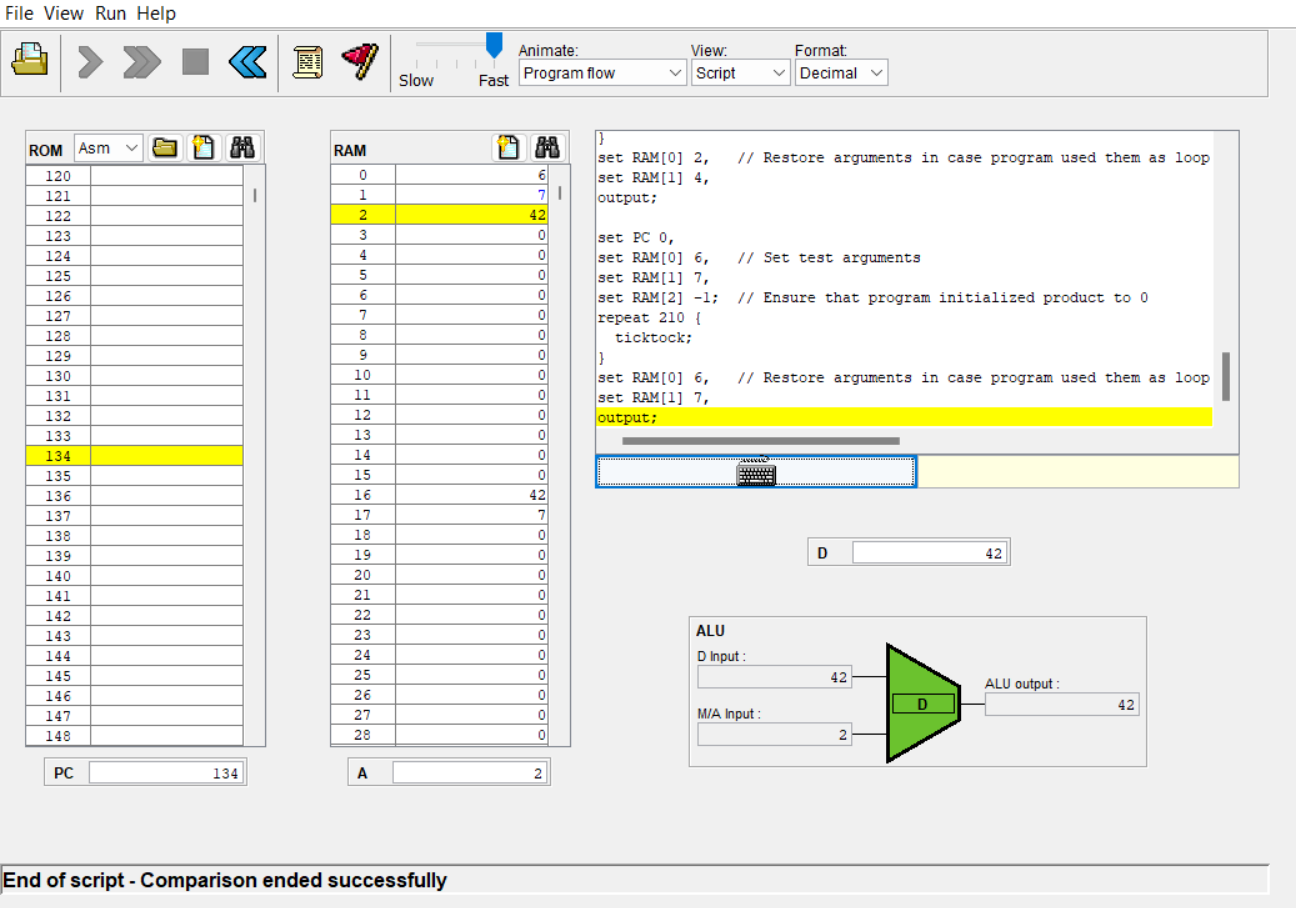 File View Run Help
Slow Fast
Animate: View: Format:
Program flow Script Decimal
ROM Asm
120
121
122
123
124
125
126
127
128
129
130
131
132
133
134
135
136
137
138
139
140
141
142
143
144
145
146
147
148
PC 134
RAM
0 6
1 7
2 42
3 0
4 0
5 0
6 0
7 0
8 0
9 0
10 0
11 0
12 0
13 0
14 0
15 0
16 42
17 7
18 0
19 0
20 0
21 0
22 0
23 0
24 0
25 0
26 0
27 0
28 0
A 2
}
set RAM[0] 2, // Restore arguments in case program used them as loop
set RAM[1] 4,
output;
set PC 0,
set RAM[0] 6, // Set test arguments
set RAM[1] 7,
set RAM[2] -1; // Ensure that program initialized product to 0
repeat 210 {
ticktock;
}
set RAM[0] 6, // Restore arguments in case program used them as loop
set RAM[1] 7,
output;
D 42
ALU
D Input :
42
M/A Input :
2
D
ALU output :
42
End of script - Comparison ended successfully